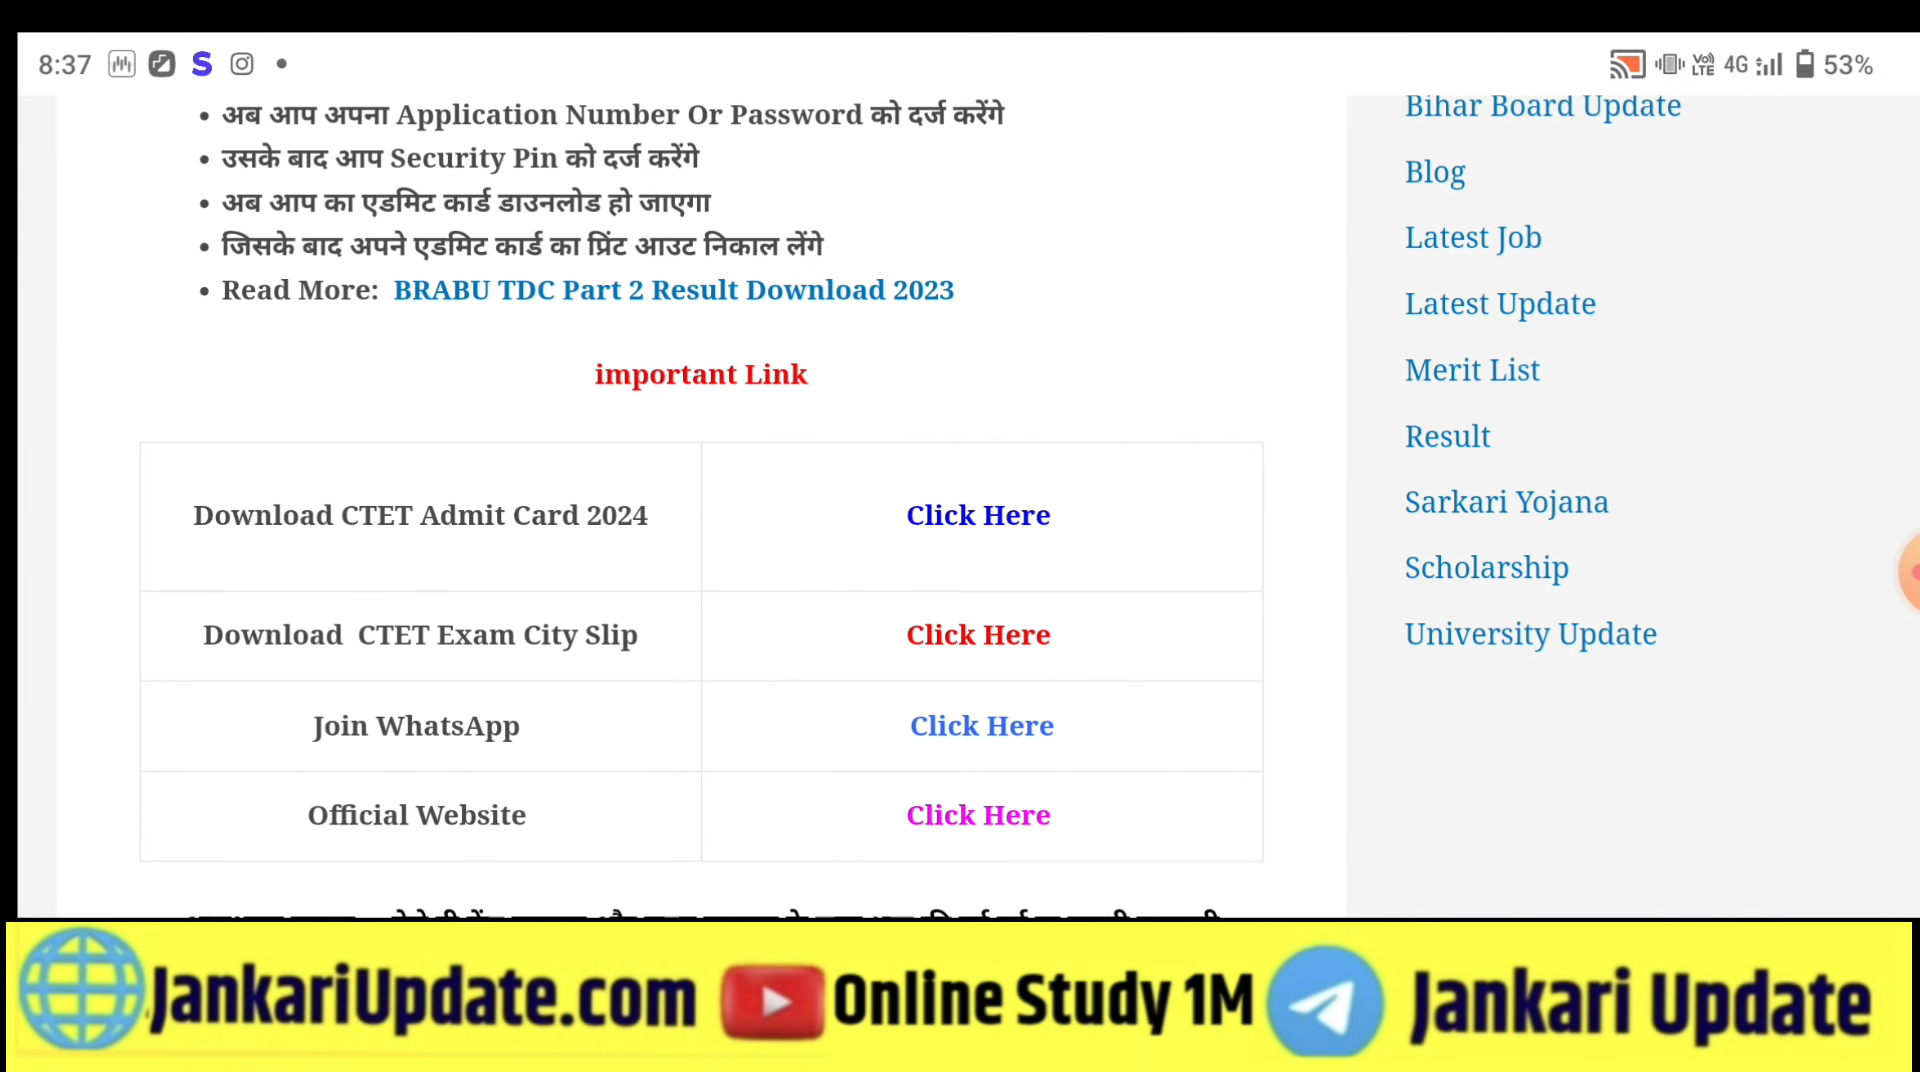 8:37 S VoLTE 4G 53%
अब आप अपना Application Number Or Password को दर्ज करेंगे
उसके बाद आप Security Pin को दर्ज करेंगे
अब आप का एडमिट कार्ड डाउनलोड हो जाएगा
जिसके बाद अपने एडमिट कार्ड का प्रिंट आउट निकाल लेंगे
Read More: BRABU TDC Part 2 Result Download 2023
important Link
Download CTET Admit Card 2024 Click Here
Download CTET Exam City Slip Click Here
Join WhatsApp Click Here
Official Website Click Here
Bihar Board Update
Blog
Latest Job
Latest Update
Merit List
Result
Sarkari Yojana
Scholarship
University Update
JankariUpdate.com Online Study 1M Jankari Update